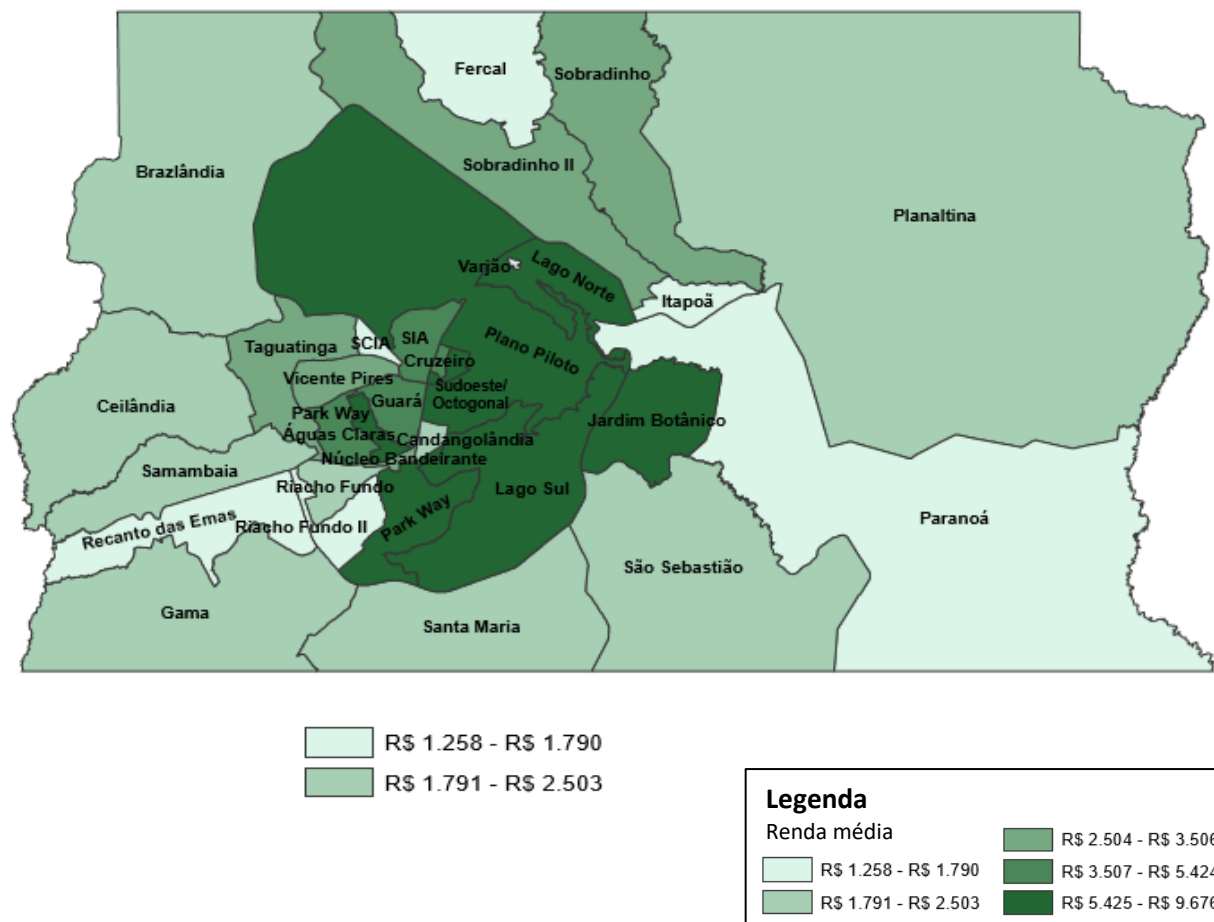 Fercal
Sobradinho
Brazlândia
Sobradinho II
Planaltina
Varjão
Lago Norte
Itapoã
Taguatinga
SCIA
SIA
Cruzeiro
Plano Piloto
Vicente Pires
Sudoeste/
Octogonal
Ceilândia
Park Way
Guará
Jardim Botânico
Águas Claras
Candangolândia
Núcleo Bandeirante
Samambaia
Riacho Fundo
Lago Sul
Park Way
Recanto das Emas
Riacho Fundo II
Paranoá
São Sebastião
Gama
Santa Maria
R$ 1.258 - R$ 1.790
R$ 1.791 - R$ 2.503
Legenda
Renda média
R$ 1.258 - R$ 1.790
R$ 1.791 - R$ 2.503
R$ 2.504 - R$ 3.506
R$ 3.507 - R$ 5.424
R$ 5.425 - R$ 9.676